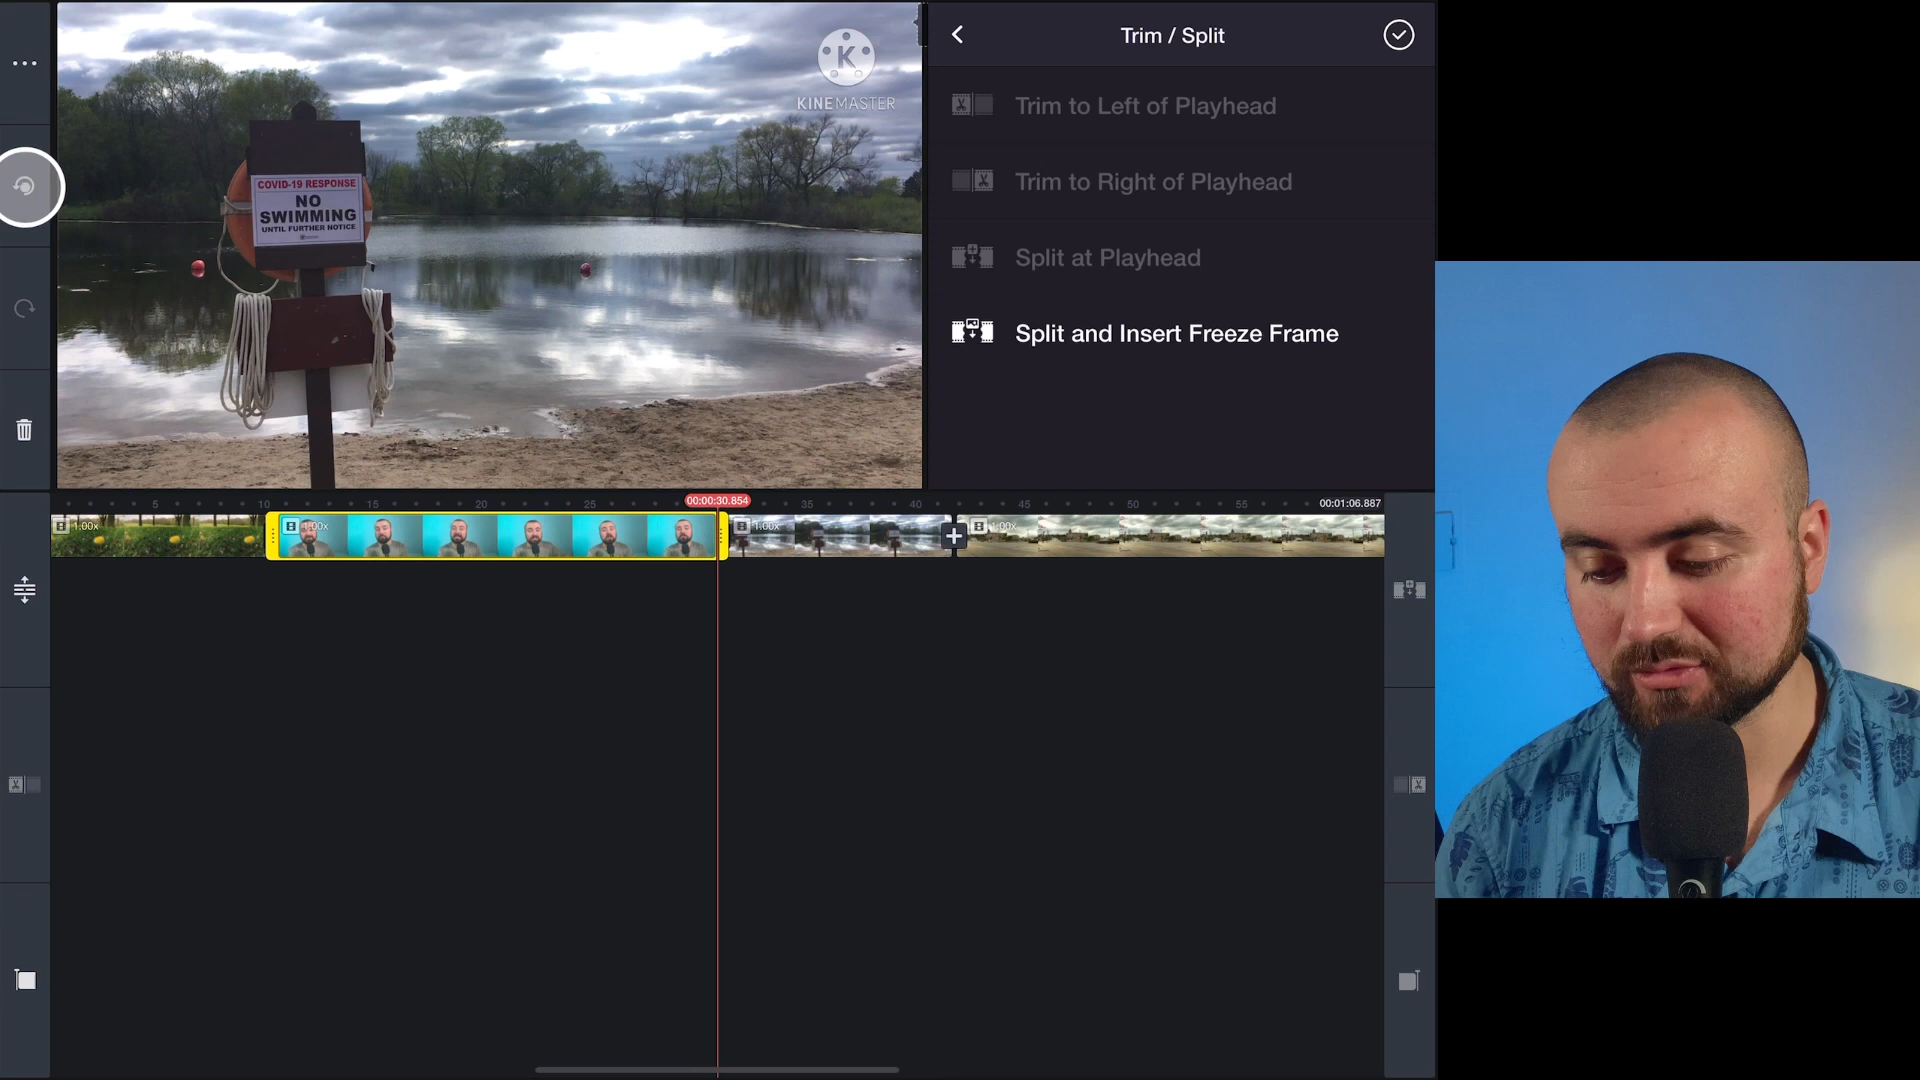 KINEMASTER
K
COVID-19 RESPONSE
NO
SWIMMING
UNTIL FURTHER NOTICE
Trim / Split
Trim to Left of Playhead
Trim to Right of Playhead
Split at Playhead
Split and Insert Freeze Frame
5 10 15 20 25 00:00:30.854 35 40 45 50 55 00:01:06.887
1.00x 1.00x 1.00x 1.00x